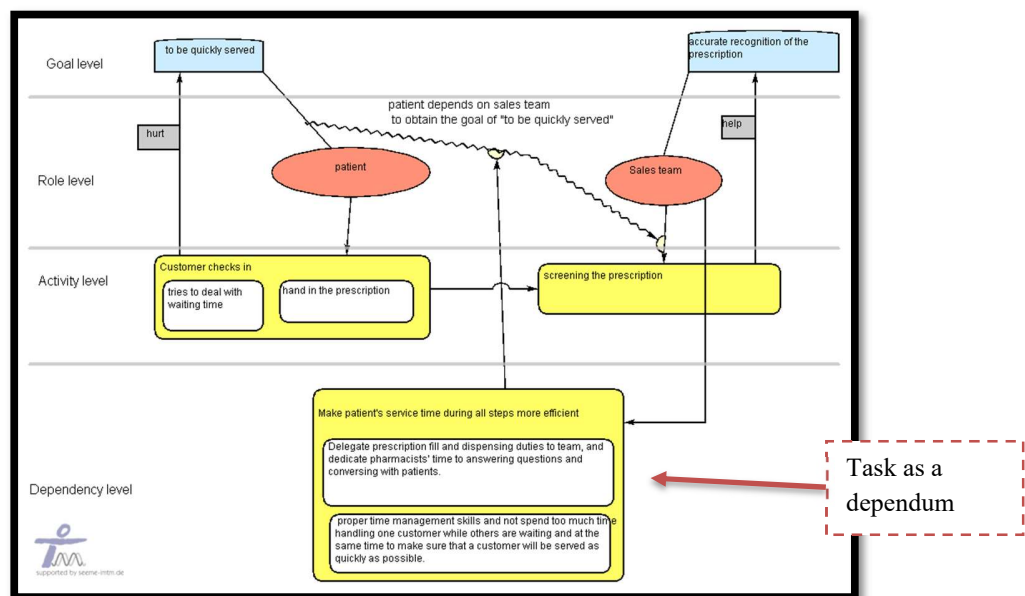 Goal level
to be quickly served
accurate recognition of the
prescription
patient depends on sales team
to obtain the goal of "to be quickly served"
hurt
help
Role level
patient
Sales team
Activity level
Customer checks in
tries to deal with
waiting time
hand in the prescription
screening the prescription
Make patient's service time during all steps more efficient
Delegate prescription fill and dispensing duties to team, and
dedicate pharmacists' time to answering questions and
conversing with patients.
Dependency level
proper time management skills and not spend too much time
handling one customer while others are waiting and at the
same time to make sure that a customer will be served as
quickly as possible.
Task as a
dependum
supported by seeme-imtm.de